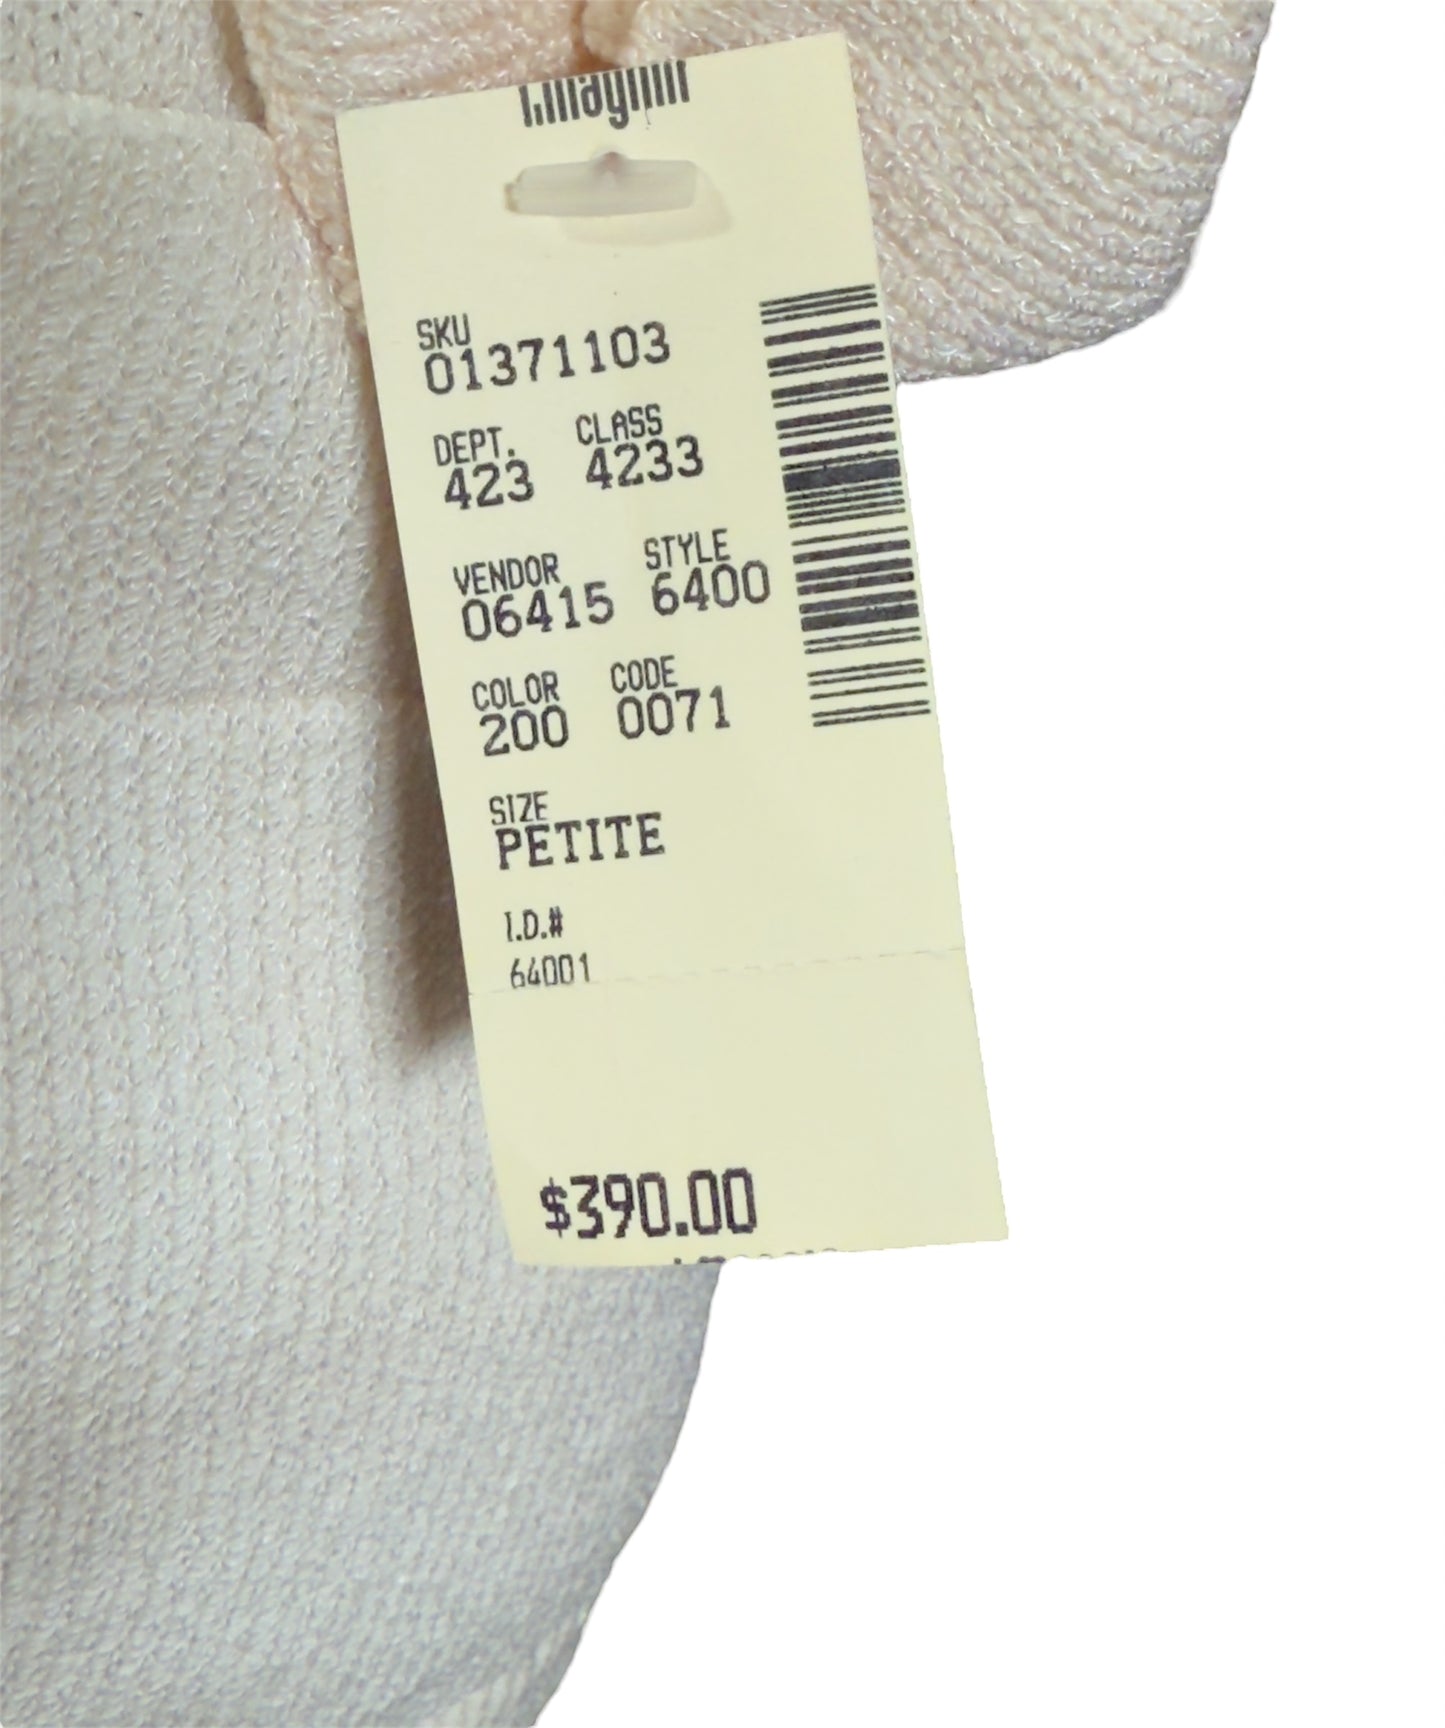 i.magnin
SKU
01371103
DEPT. CLASS
423 4233
VENDOR STYLE
06415 6400
COLOR CODE
200 0071
SIZE
PETITE
I.D.#
64001
$390.00